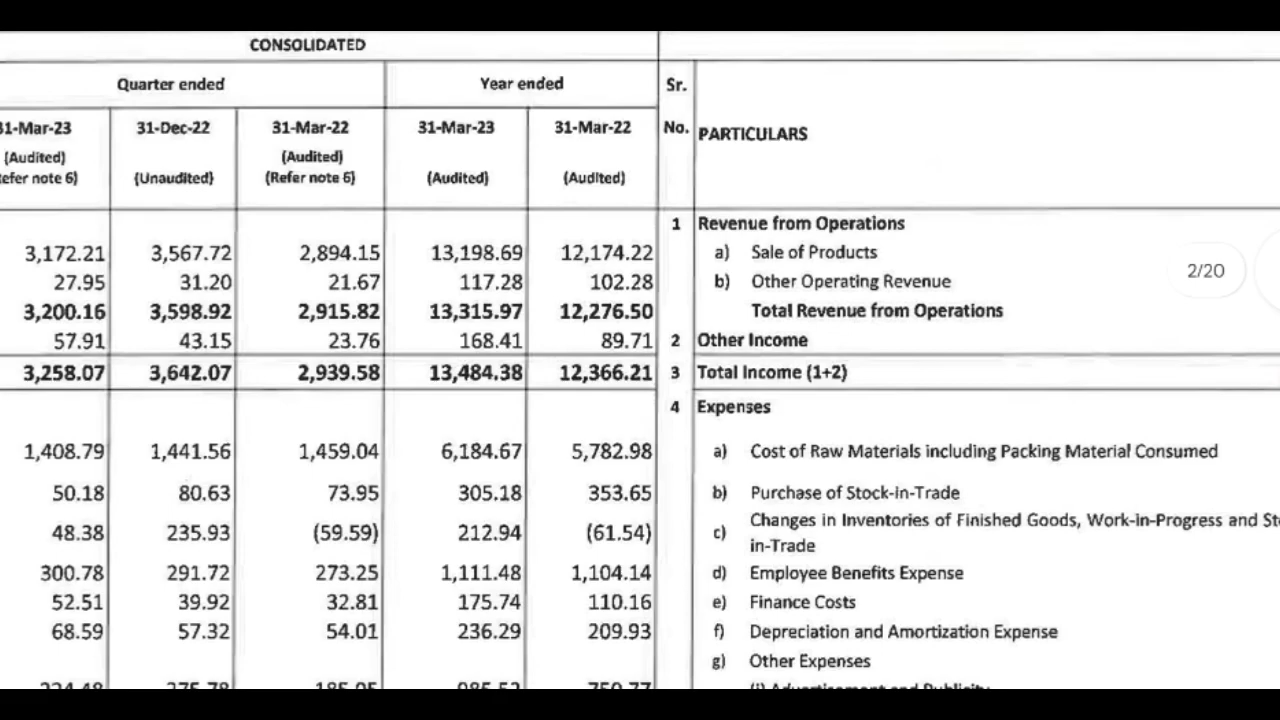 CONSOLIDATED
Quarter ended Year ended Sr.
31-Mar-23 31-Dec-22 31-Mar-22 31-Mar-23 31-Mar-22 No. PARTICULARS
(Audited) (Audited)
efer note 6) (Unaudited) (Refer note 6) (Audited) (Audited)
1 Revenue from Operations
3,172.21 3,567.72 2,894.15 13,198.69 12,174.22 a) Sale of Products
27.95 31.20 21.67 117.28 102.28 b) Other Operating Revenue
3,200.16 3,598.92 2,915.82 13,315.97 12,276.50 Total Revenue from Operations
57.91 43.15 23.76 168.41 89.71 2 Other Income
3,258.07 3,642.07 2,939.58 13,484.38 12,366.21 3 Total Income (1+2)
4 Expenses
1,408.79 1,441.56 1,459.04 6,184.67 5,782.98 a) Cost of Raw Materials including Packing Material Consumed
50.18 80.63 73.95 305.18 353.65 b) Purchase of Stock-in-Trade
48.38 235.93 (59.59) 212.94 (61.54) c) Changes in Inventories of Finished Goods, Work-in-Progress and
in-Trade
300.78 291.72 273.25 1,111.48 1,104.14 d) Employee Benefits Expense
52.51 39.92 32.81 175.74 110.16 e) Finance Costs
68.59 57.32 54.01 236.29 209.93 f) Depreciation and Amortization Expense
g) Other Expenses
2/20